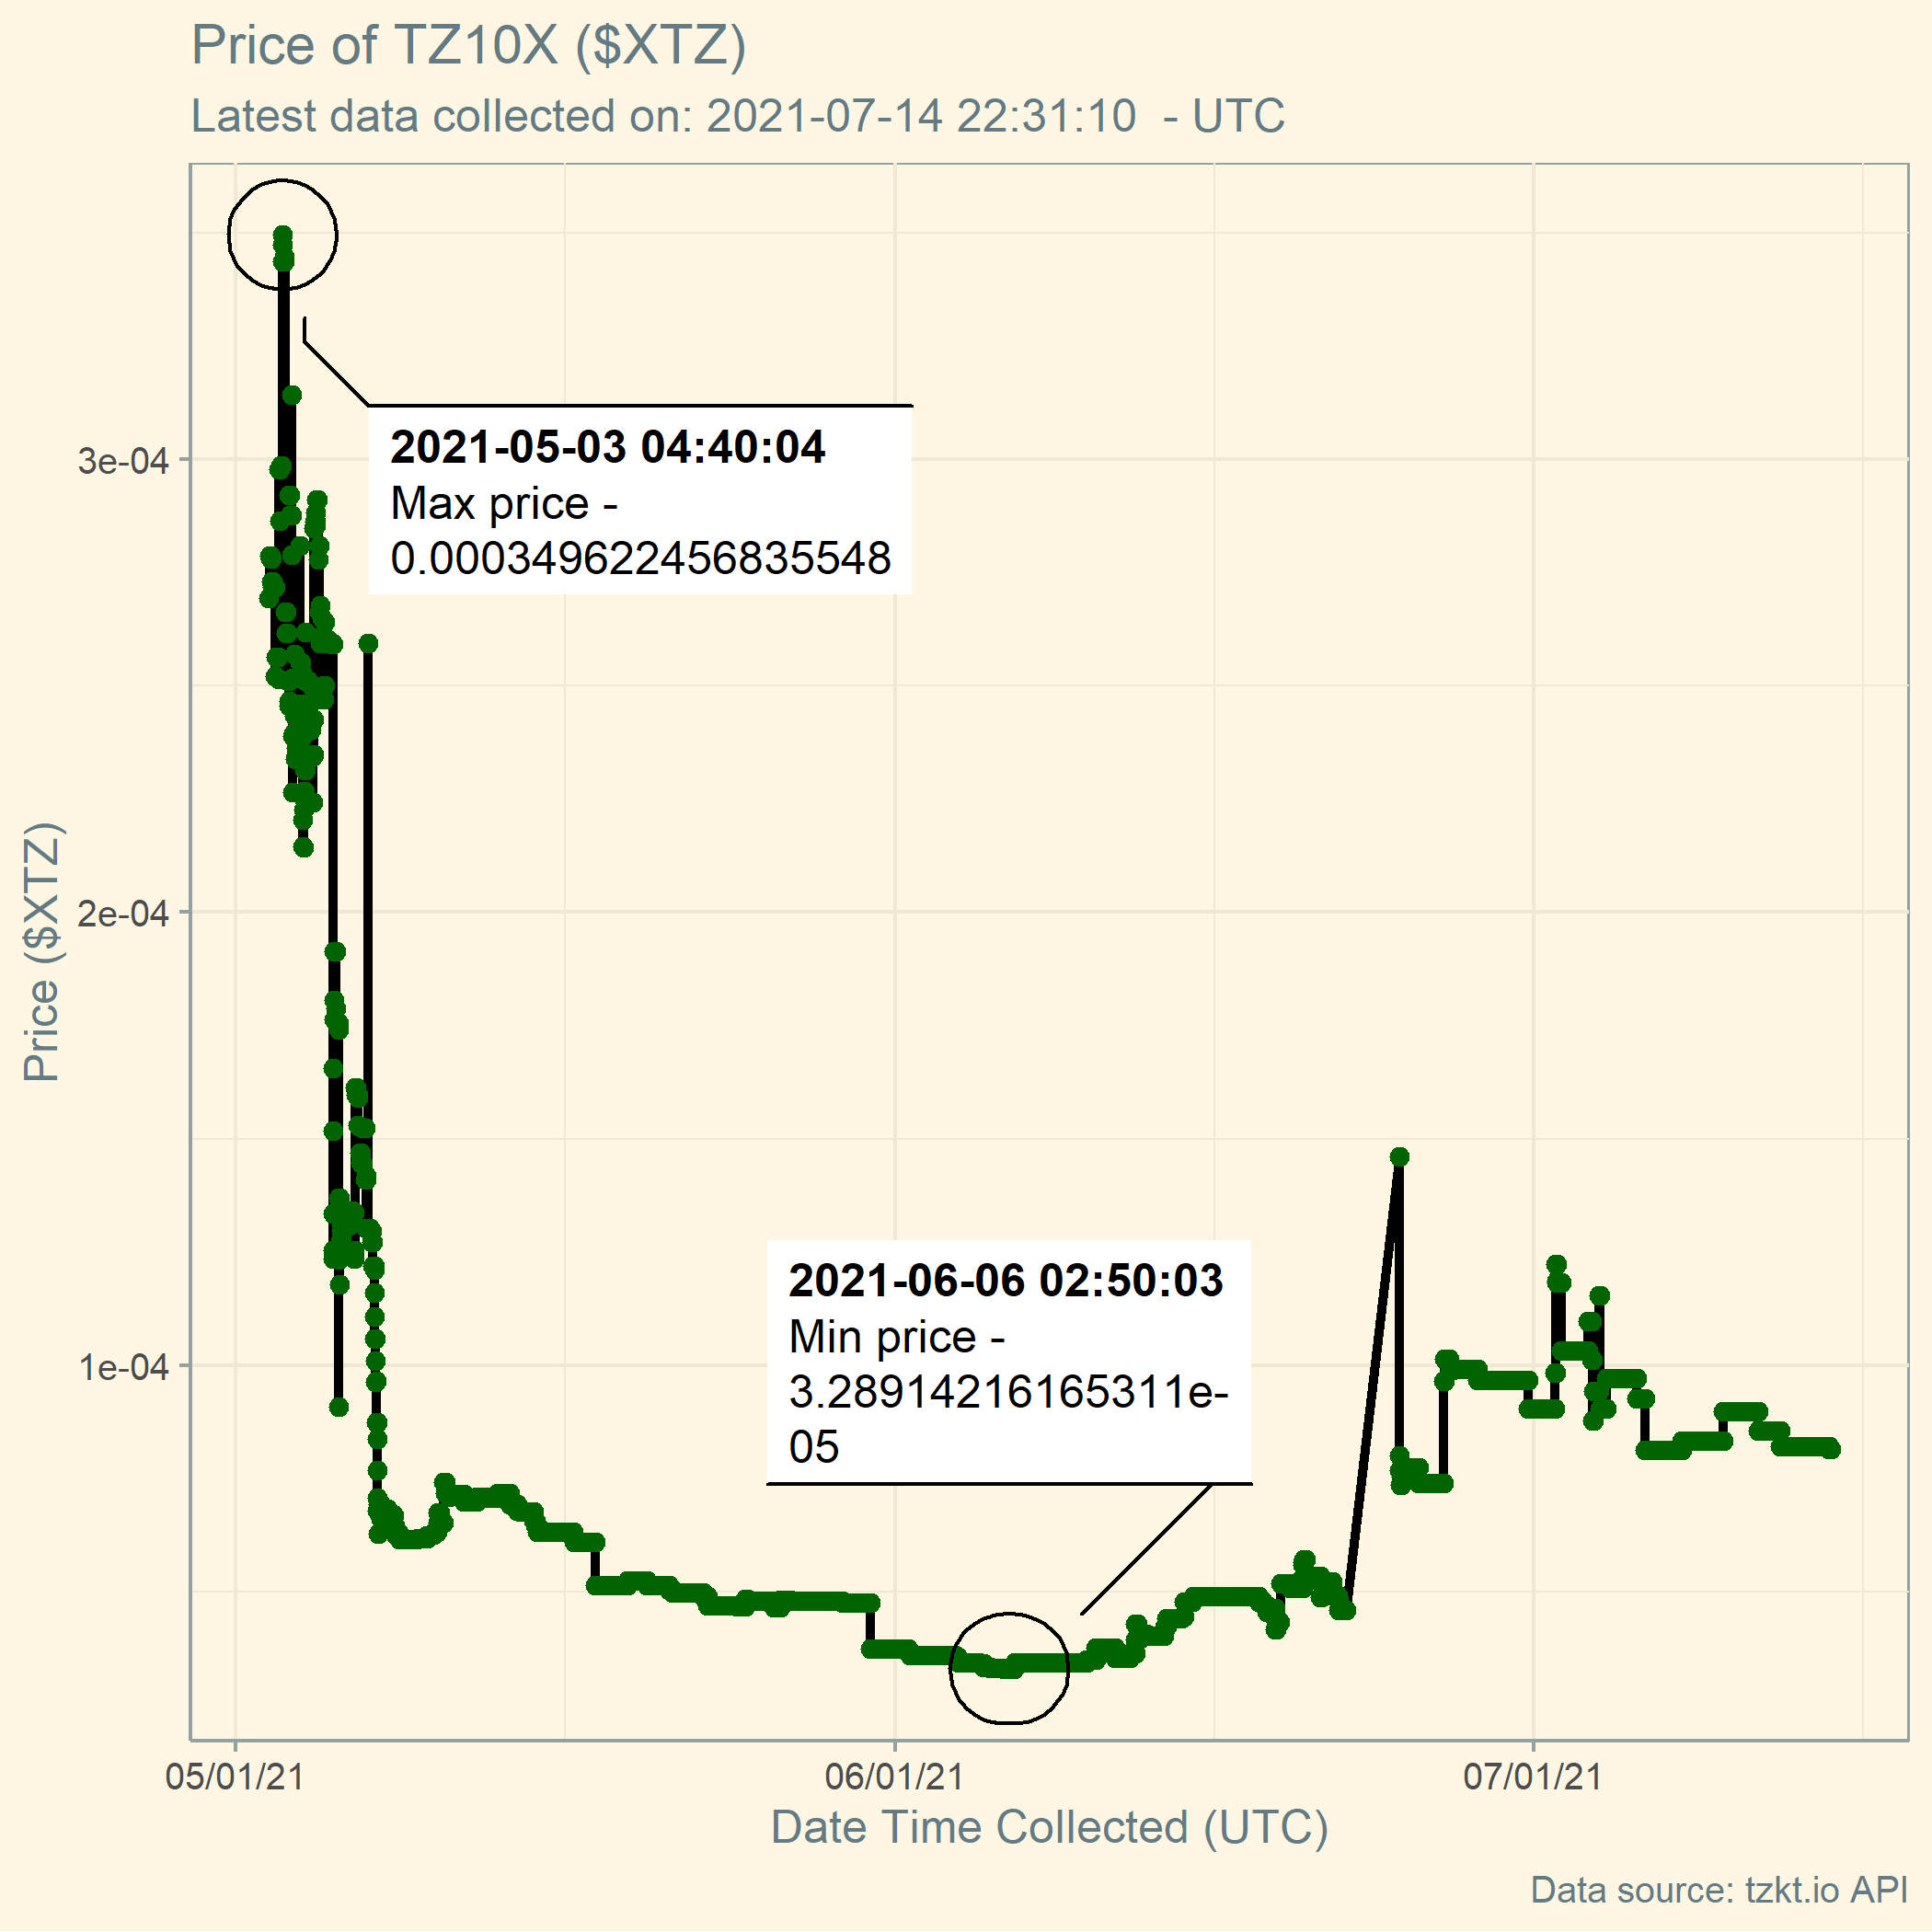 Price of TZ10X ($XTZ)
Latest data collected on: 2021-07-14 22:31:10  - UTC
2021-05-03 04:40:04
Max price -
0.000349622456835548
3e-04
2e-04
1e-04
Price ($XTZ)
2021-06-06 02:50:03
Min price -
3.28914216165311e-
05
05/01/21
06/01/21
07/01/21
Date Time Collected (UTC)
Data source: tzkt.io API